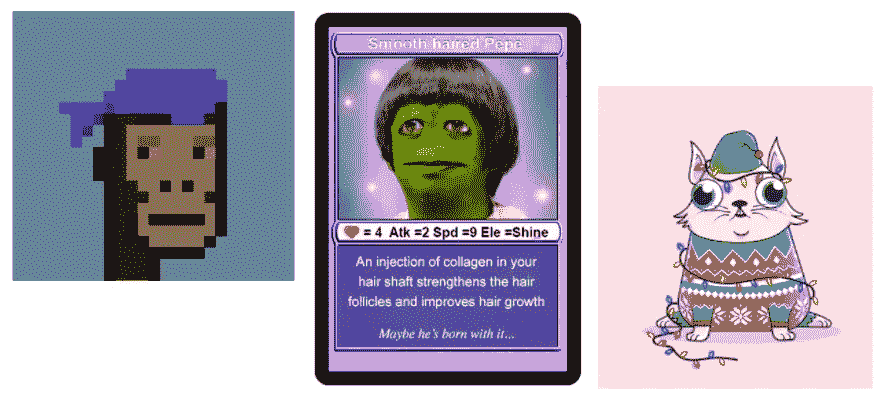 Smooth haired Pepe
= 4 Atk =2 Spd =9 Ele =Shine
An injection of collagen in your
hair shaft strengthens the hair
follicles and improves hair growth
Maybe he's born with it...